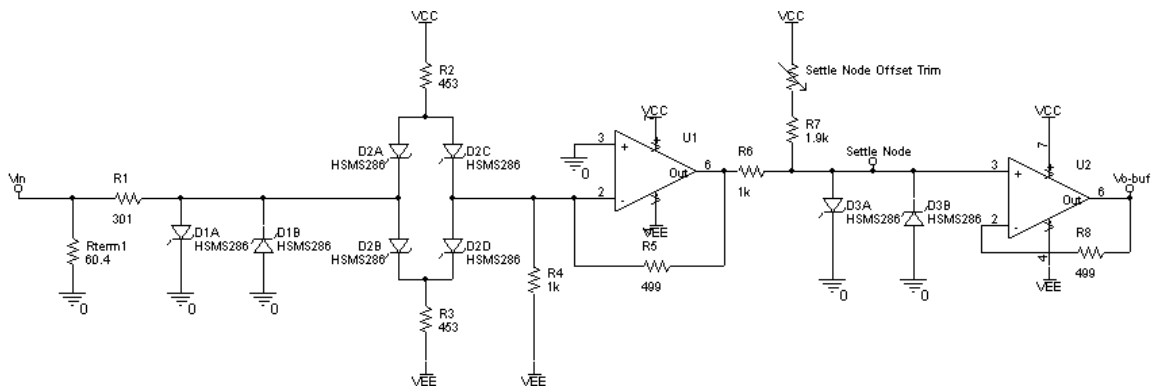 VCC
R2
453
D2A
HSMS286
D2C
HSMS286
Vin
R1
301
Rterm1
60.4
0
D1A
HSMS286
0
D1B
HSMS286
0
D2B
HSMS286
D2D
HSMS286
R3
453
VEE
R4
1k
VEE
0
3
+
2
-
VCC
U1
Out
6
VEE
R5
499
R6
1k
VCC
Settle Node Offset Trim
R7
1.9k
Settle Node
D3A
HSMS286
0
D3B
HSMS286
0
3
+
2
-
VCC
7
U2
Out
6
Vo-buf
4
VEE
R8
499